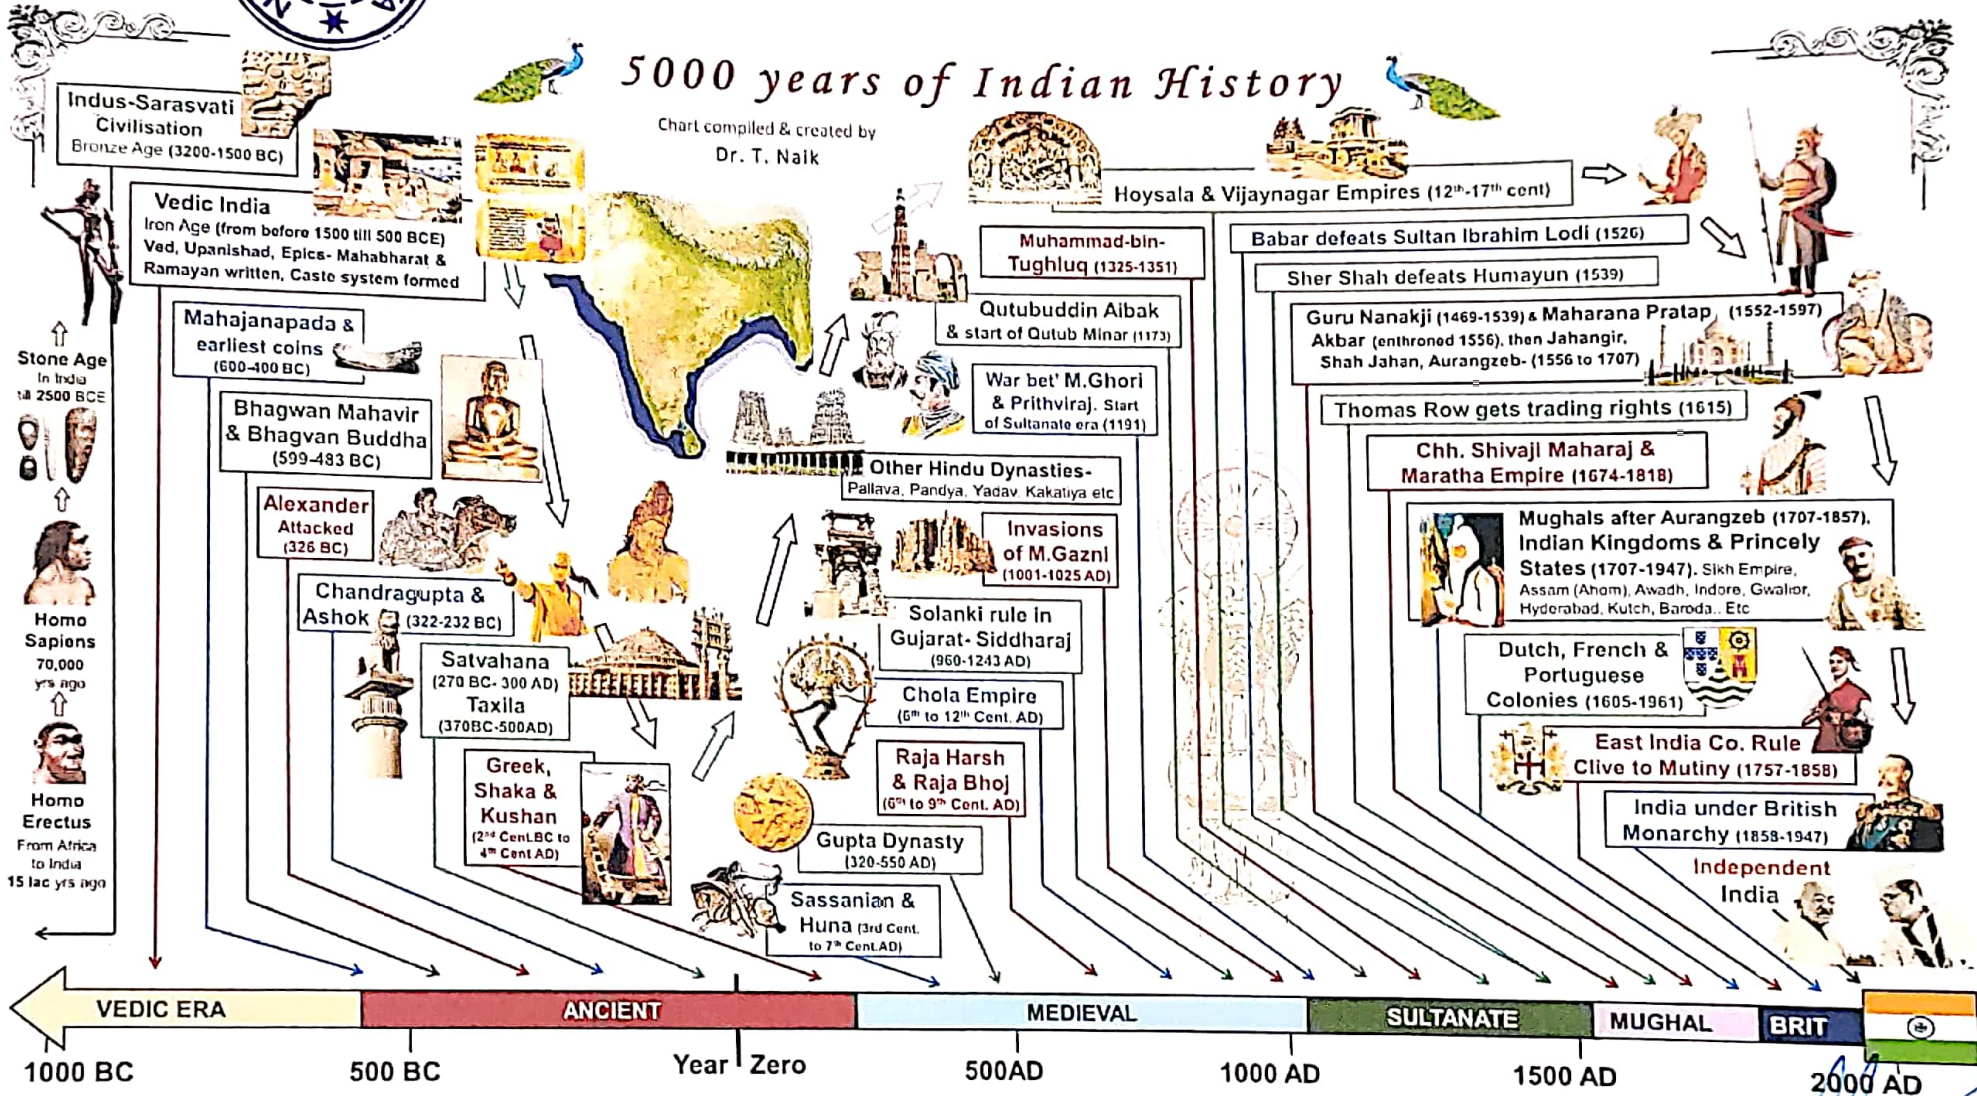 5000 years of Indian History
Chart compiled & created by
Dr. T. Naik
Indus-Sarasvati
Civilisation
Bronze Age (3200-1500 BC)
Vedic India
Iron Age (from before 1500 till 500 BCE)
Ved, Upanishad, Epics- Mahabharat &
Ramayan written, Caste system formed
Mahajanapada &
earliest coins
(600-400 BC)
Bhagwan Mahavir
& Bhagvan Buddha
(599-483 BC)
Alexander
Attacked
(326 BC)
Chandragupta &
Ashok (322-232 BC)
Satvahana
(270 BC- 300 AD)
Taxila
(370BC-500AD)
Greek,
Shaka &
Kushan
(2nd Cent.BC to
4th Cent AD)
Stone Age
In India
till 2500 BCE
Homo
Sapiens
70,000
yrs ago
Homo
Erectus
From Africa
to India
15 lac yrs ago
Sassanian &
Huna (3rd Cent.
to 7th Cent.AD)
Gupta Dynasty
(320-550 AD)
Raja Harsh
& Raja Bhoj
(6th to 9th Cent. AD)
Chola Empire
(6th to 12th Cent. AD)
Solanki rule in
Gujarat- Siddharaj
(960-1243 AD)
Invasions
of M.Gazni
(1001-1025 AD)
Other Hindu Dynasties-
Pallava, Pandya, Yadav, Kakatiya etc
War bet' M.Ghori
& Prithviraj. Start
of Sultanate era (1191)
Qutubuddin Aibak
& start of Qutub Minar (1173)
Muhammad-bin-
Tughluq (1325-1351)
Hoysala & Vijaynagar Empires (12th-17th cent)
Babar defeats Sultan Ibrahim Lodi (1526)
Sher Shah defeats Humayun (1539)
Guru Nanakji (1469-1539) & Maharana Pratap (1552-1597)
Akbar (enthroned 1556), then Jahangir,
Shah Jahan, Aurangzeb- (1556 to 1707)
Thomas Row gets trading rights (1615)
Chh. Shivaji Maharaj &
Maratha Empire (1674-1818)
Mughals after Aurangzeb (1707-1857),
Indian Kingdoms & Princely
States (1707-1947). Sikh Empire,
Assam (Ahom), Awadh, Indore, Gwalior,
Hyderabad, Kutch, Baroda.. Etc
Dutch, French &
Portuguese
Colonies (1605-1961)
East India Co. Rule
Clive to Mutiny (1757-1858)
India under British
Monarchy (1858-1947)
Independent
India
VEDIC ERA
ANCIENT
MEDIEVAL
SULTANATE
MUGHAL
BRIT
1000 BC
500 BC
Year Zero
500AD
1000 AD
1500 AD
2000 AD